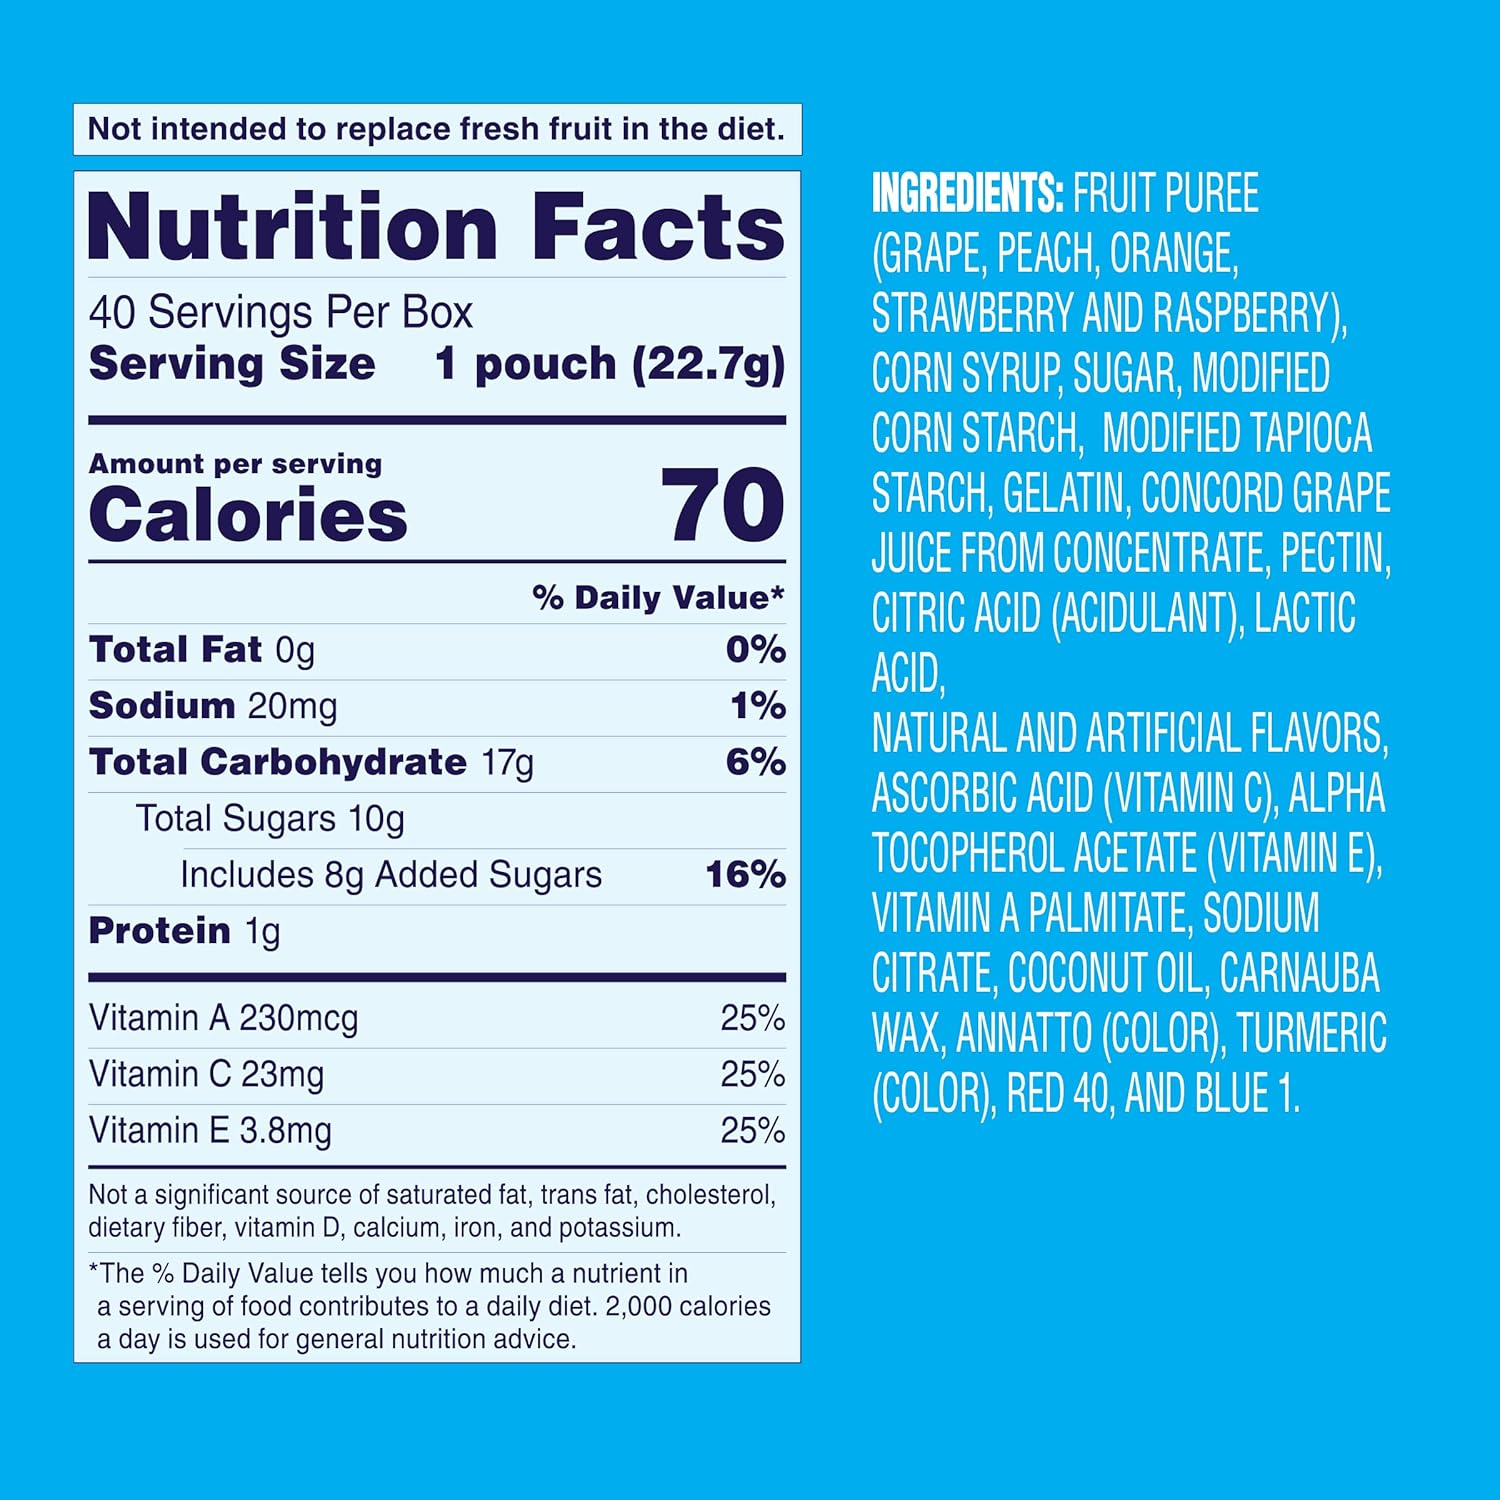 Not intended to replace fresh fruit in the diet.
Nutrition Facts
40 Servings Per Box
Serving Size 1 pouch (22.7g)
Amount per serving
Calories 70
% Daily Value*
Total Fat 0g 0%
Sodium 20mg 1%
Total Carbohydrate 17g 6%
Total Sugars 10g
Includes 8g Added Sugars 16%
Protein 1g
Vitamin A 230mcg 25%
Vitamin C 23mg 25%
Vitamin E 3.8mg 25%
Not a significant source of saturated fat, trans fat, cholesterol,
dietary fiber, vitamin D, calcium, iron, and potassium.
*The % Daily Value tells you how much a nutrient in
a serving of food contributes to a daily diet. 2,000 calories
a day is used for general nutrition advice.
INGREDIENTS: FRUIT PUREE
(GRAPE, PEACH, ORANGE,
STRAWBERRY AND RASPBERRY),
CORN SYRUP, SUGAR, MODIFIED
CORN STARCH, MODIFIED TAPIOCA
STARCH, GELATIN, CONCORD GRAPE
JUICE FROM CONCENTRATE, PECTIN,
CITRIC ACID (ACIDULANT), LACTIC
ACID,
NATURAL AND ARTIFICIAL FLAVORS,
ASCORBIC ACID (VITAMIN C), ALPHA
TOCOPHEROL ACETATE (VITAMIN E),
VITAMIN A PALMITATE, SODIUM
CITRATE, COCONUT OIL, CARNAUBA
WAX, ANNATTO (COLOR), TURMERIC
(COLOR), RED 40, AND BLUE 1.